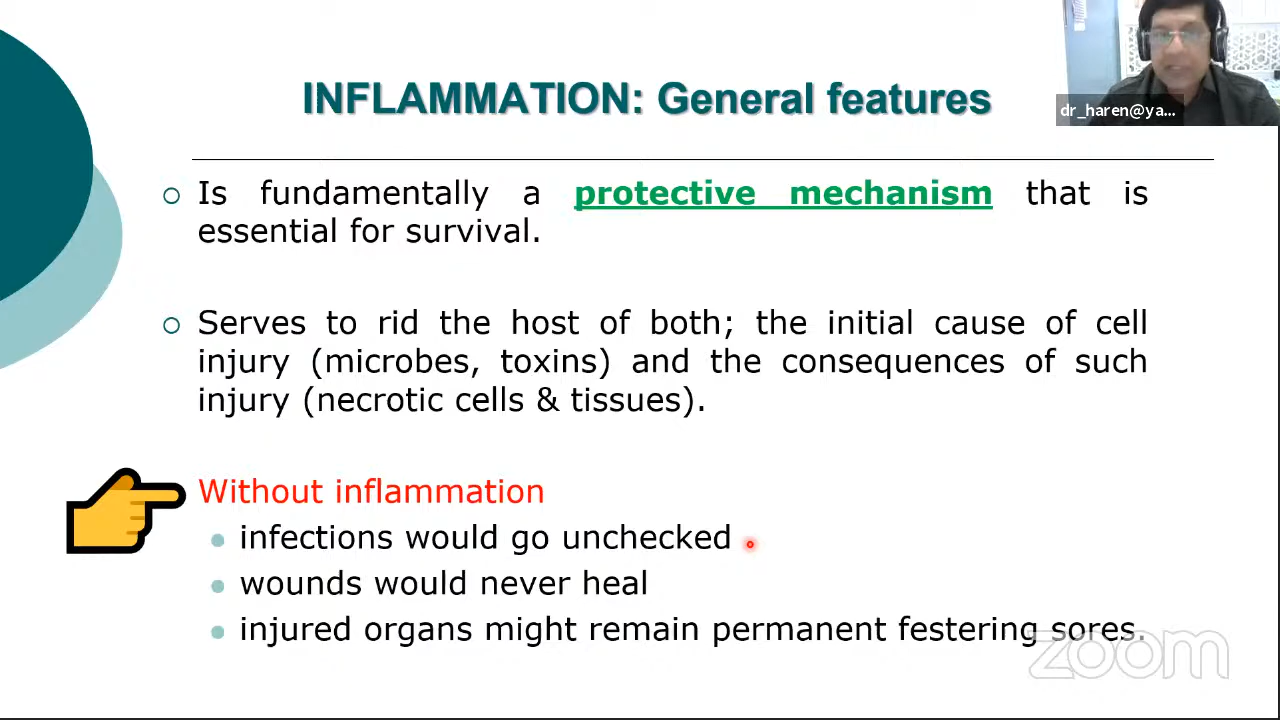 INFLAMMATION: General features
dr_haren@ya...
Is fundamentally a protective mechanism that is
essential for survival.
Serves to rid the host of both; the initial cause of cell
injury (microbes, toxins) and the consequences of such
injury (necrotic cells & tissues).
Without inflammation
infections would go unchecked
wounds would never heal
injured organs might remain permanent festering sores.
zoom